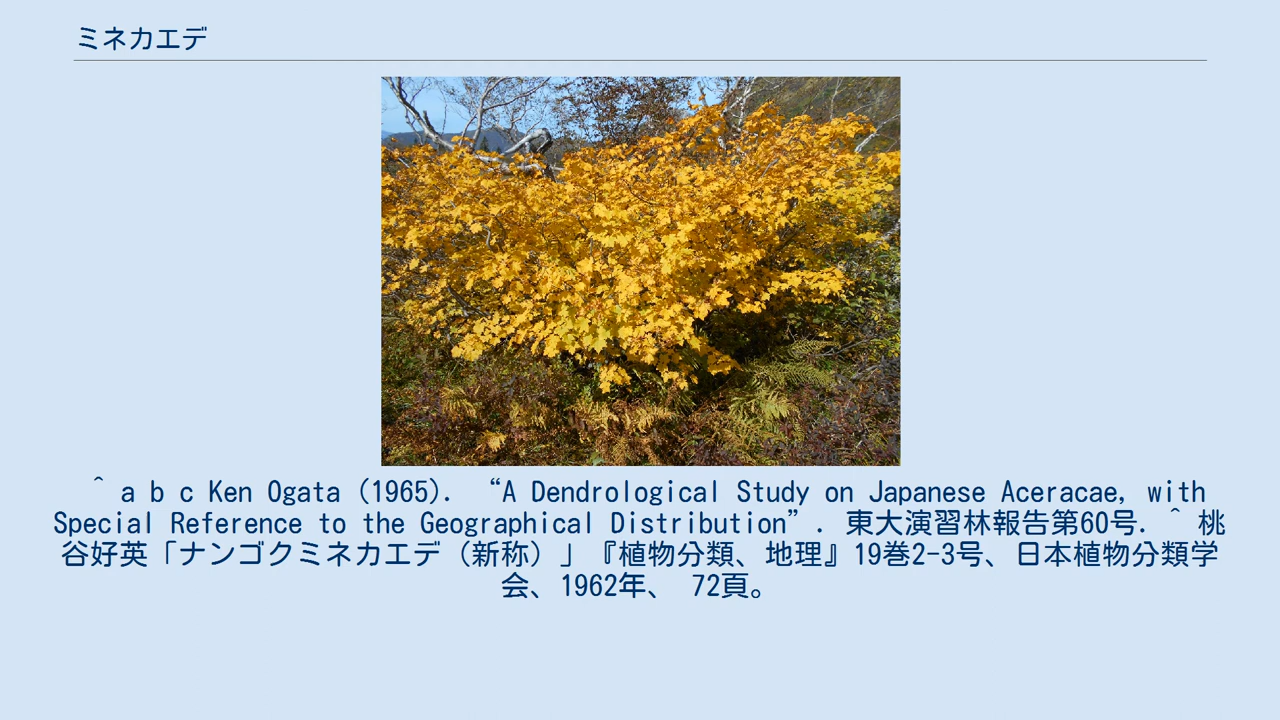 ミネカエデ
^ a b c Ken Ogata (1965). “A Dendrological Study on Japanese Aceracae, with
Special Reference to the Geographical Distribution”. 東大演習林報告第60号. ^ 桃
谷好英「ナンゴクミネカエデ（新称）」『植物分類、地理』19巻2-3号、日本植物分類学
会、1962年、 72頁。